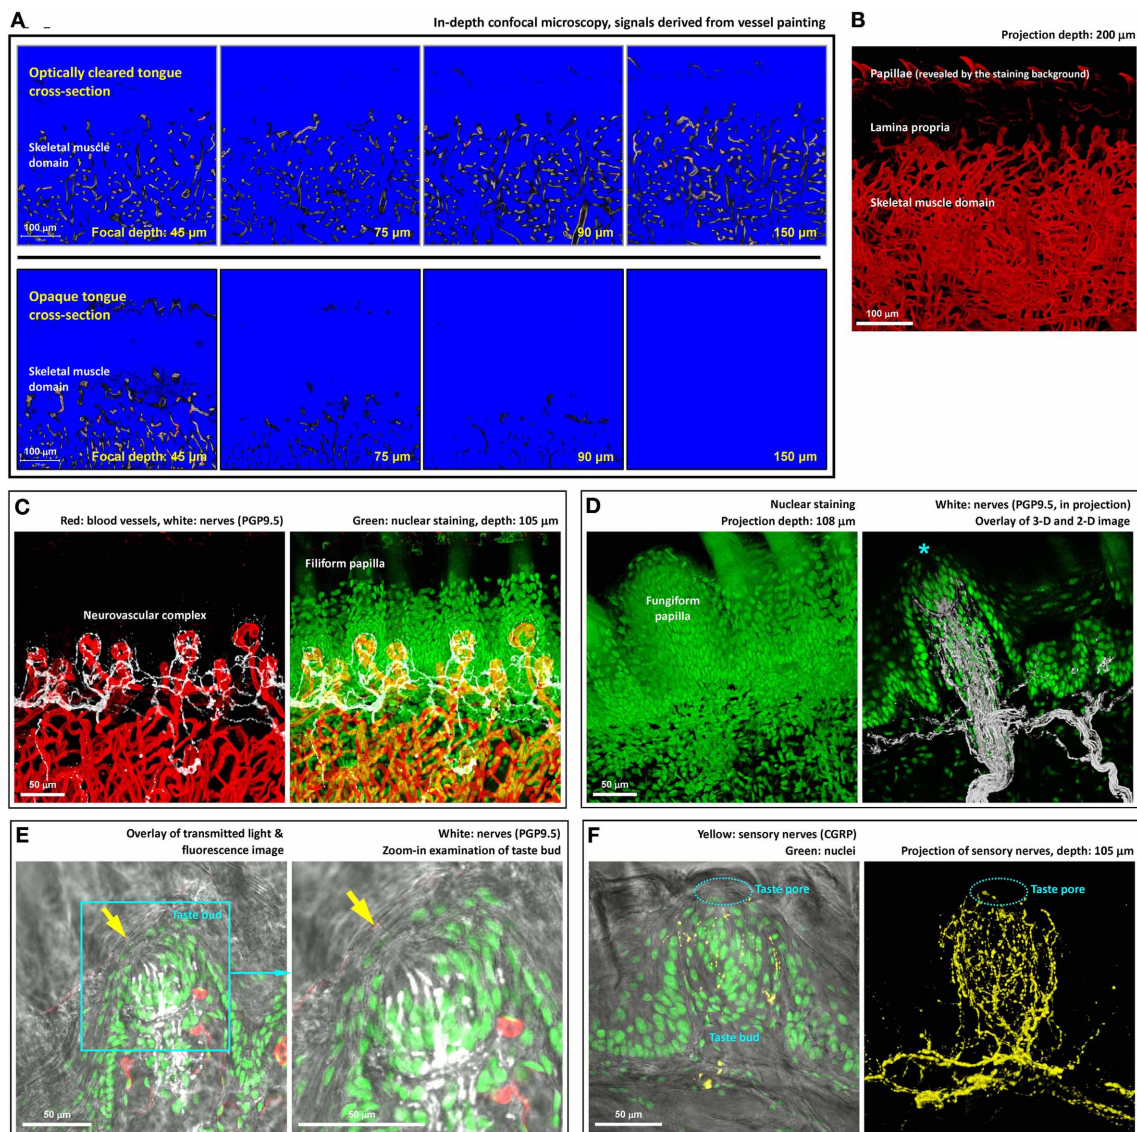 A
In-depth confocal microscopy, signals derived from vessel painting
Optically cleared tongue
cross-section
Skeletal muscle
domain
100 µm
Focal depth: 45 µm
75 µm
90 µm
150 µm
Opaque tongue
cross-section
Skeletal muscle
domain
100 µm
Focal depth: 45 µm
75 µm
90 µm
150 µm
B
Projection depth: 200 µm
Papillae (revealed by the staining background)
Lamina propria
Skeletal muscle domain
100 µm
C
Red: blood vessels, white: nerves (PGP9.5)
Green: nuclear staining, depth: 105 µm
Neurovascular complex
Filiform papilla
50 µm
50 µm
D
Nuclear staining
Projection depth: 108 µm
White: nerves (PGP9.5, in projection)
Overlay of 3-D and 2-D image
Fungiform
papilla
*
50 µm
E
Overlay of transmitted light &
fluorescence image
White: nerves (PGP9.5)
Zoom-in examination of taste bud
Taste bud
50 µm
50 µm
F
Yellow: sensory nerves (CGRP)
Green: nuclei
Projection of sensory nerves, depth: 105 µm
Taste pore
Taste bud
50 µm
Taste pore